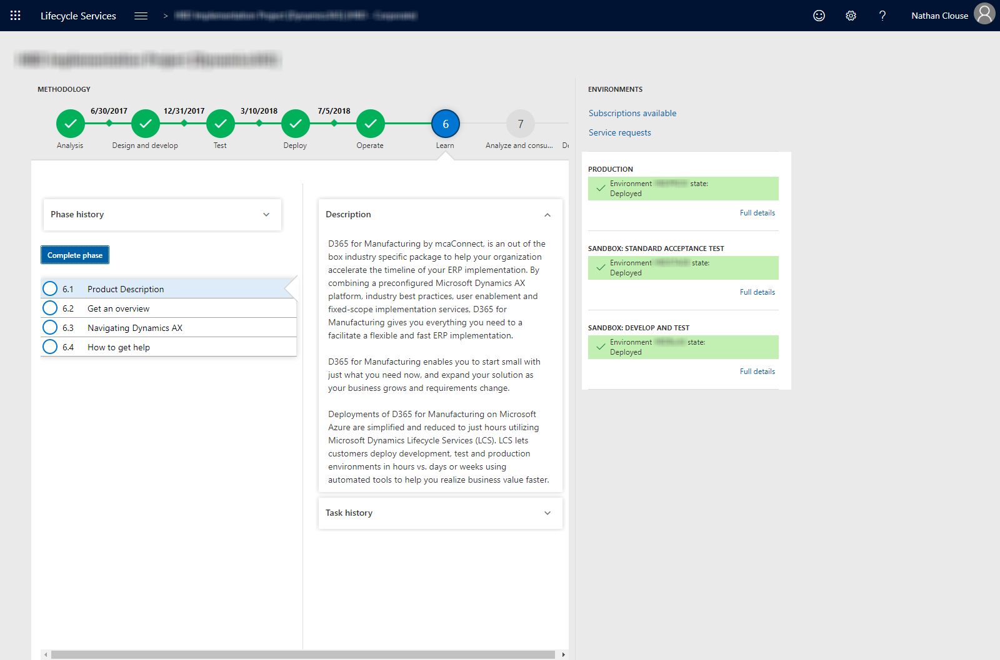 Lifecycle Services
>
?
Nathan Clouse
METHODOLOGY
6/30/2017
12/31/2017
3/10/2018
7/5/2018
6
7
Analysis
Design and develop
Test
Deploy
Operate
Learn
Analyze and consu...
De
Phase history
Complete phase
6.1 Product Description
6.2 Get an overview
6.3 Navigating Dynamics AX
6.4 How to get help
Description
D365 for Manufacturing by mcaConnect, is an out of the
box industry specific package to help your organization
accelerate the timeline of your ERP implementation. By
combining a preconfigured Microsoft Dynamics AX
platform, industry best practices, user enablement and
fixed-scope implementation services, D365 for
Manufacturing gives you everything you need to a
facilitate a flexible and fast ERP implementation.
D365 for Manufacturing enables you to start small with
just what you need now, and expand your solution as
your business grows and requirements change.
Deployments of D365 for Manufacturing on Microsoft
Azure are simplified and reduced to just hours utilizing
Microsoft Dynamics Lifecycle Services (LCS). LCS lets
customers deploy development, test and production
environments in hours vs. days or weeks using
automated tools to help you realize business value faster.
Task history
ENVIRONMENTS
Subscriptions available
Service requests
PRODUCTION
Environment state:
Deployed
Full details
SANDBOX: STANDARD ACCEPTANCE TEST
Environment state:
Deployed
Full details
SANDBOX: DEVELOP AND TEST
Environment state:
Deployed
Full details